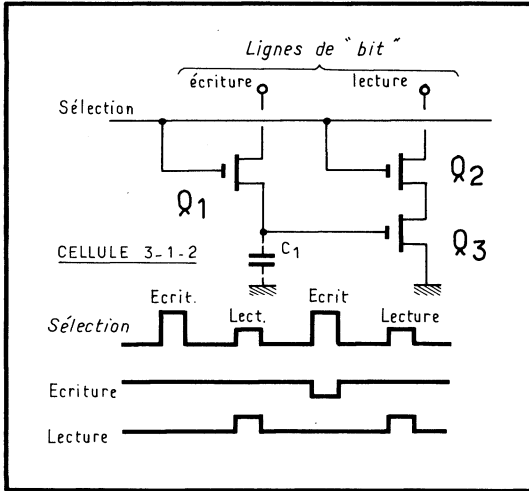 Lignes de "bit"
écriture lecture
Sélection
Q1 Q2
Q3
C1
CELLULE 3-1-2
Ecrit. Lect. Ecrit Lecture
Sélection
Ecriture
Lecture